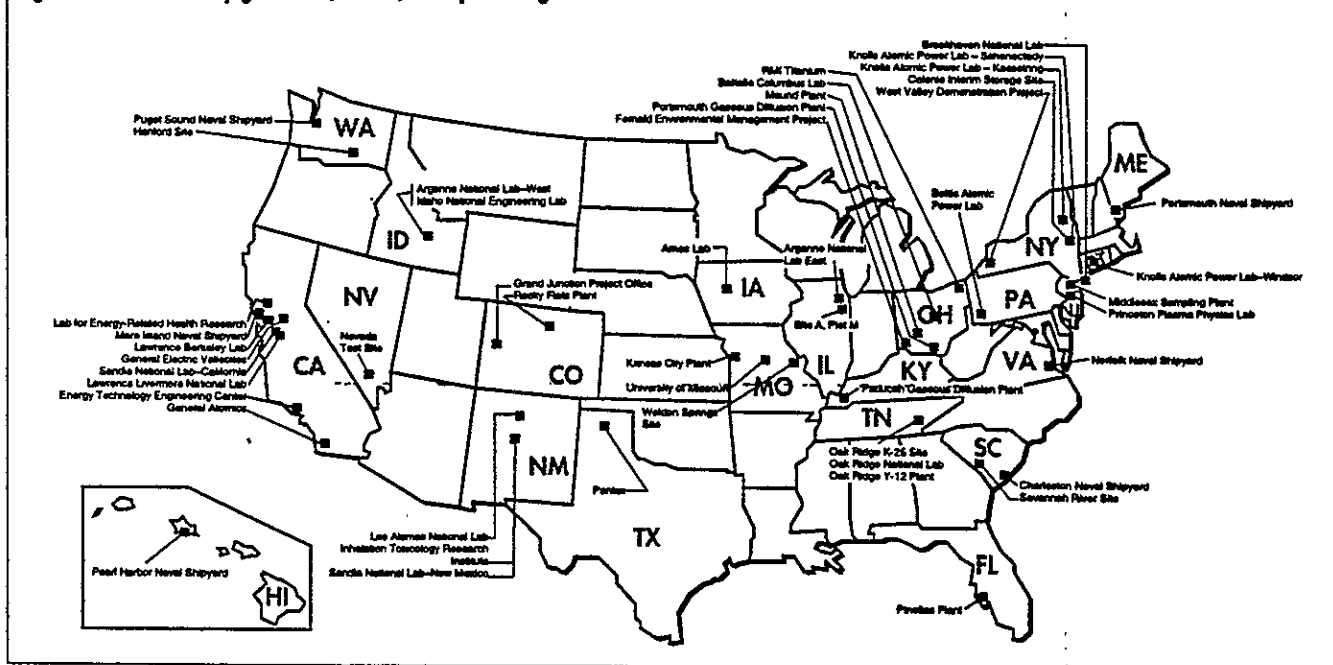 Brookhaven National Lab
Knolls Atomic Power Lab – Schenectady
Knolls Atomic Power Lab – Kesselring
Colonie Interim Storage Site
West Valley Demonstration Project
RMI Titanium
Battelle Columbus Lab
Mound Plant
Portsmouth Gaseous Diffusion Plant
Fernald Environmental Management Project
Puget Sound Naval Shipyard
Hanford Site
WA
ME
Argonne National Lab–West
Idaho National Engineering Lab
Bettis Atomic
Power Lab
Portsmouth Naval Shipyard
ID
NY
Ames Lab
Argonne National
Lab East
CT
Knolls Atomic Power Lab–Windsor
NV
Grand Junction Project Office
Rocky Flats Plant
IA
OH
PA
Middlesex Sampling Plant
Princeton Plasma Physics Lab
NJ
Lab for Energy-Related Health Research
Mare Island Naval Shipyard
Lawrence Berkeley Lab
General Electric Vallecitos
Sandia National Lab–California
Lawrence Livermore National Lab
Energy Technology Engineering Center
General Atomics
Nevada
Test Site
CA
CO
Site A, Plot M
IL
KY
VA
Norfolk Naval Shipyard
Kansas City Plant
University of Missouri
MO
Weldon Springs
Site
Paducah Gaseous Diffusion Plant
TN
NM
Pantex
Oak Ridge K-25 Site
Oak Ridge National Lab
Oak Ridge Y-12 Plant
SC
Charleston Naval Shipyard
Savannah River Site
TX
Los Alamos National Lab
Inhalation Toxicology Research
Institute
Sandia National Lab–New Mexico
Pearl Harbor Naval Shipyard
HI
FL
Pinellas Plant